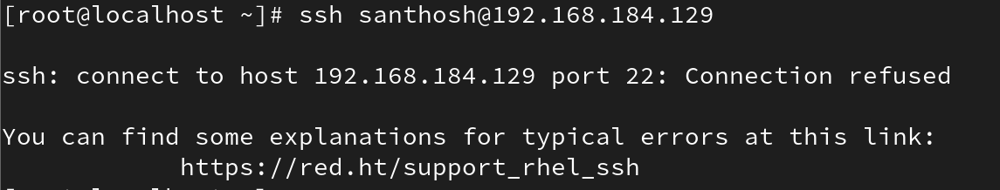 [root@localhost ~]# ssh santhosh@192.168.184.129
ssh: connect to host 192.168.184.129 port 22: Connection refused
You can find some explanations for typical errors at this link:
https://red.ht/support_rhel_ssh